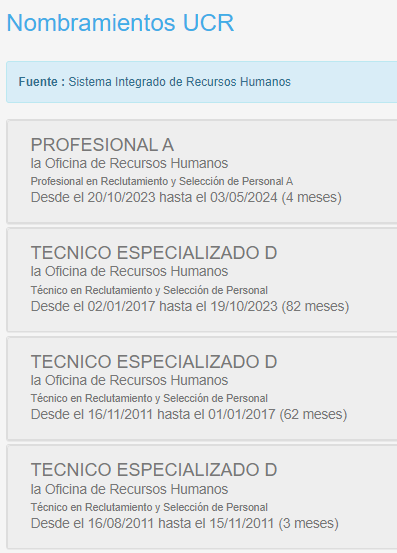 Nombramientos UCR
Fuente : Sistema Integrado de Recursos Humanos
PROFESIONAL A
la Oficina de Recursos Humanos
Profesional en Reclutamiento y Selección de Personal A
Desde el 20/10/2023 hasta el 03/05/2024 (4 meses)
TECNICO ESPECIALIZADO D
la Oficina de Recursos Humanos
Técnico en Reclutamiento y Selección de Personal
Desde el 02/01/2017 hasta el 19/10/2023 (82 meses)
TECNICO ESPECIALIZADO D
la Oficina de Recursos Humanos
Técnico en Reclutamiento y Selección de Personal
Desde el 16/11/2011 hasta el 01/01/2017 (62 meses)
TECNICO ESPECIALIZADO D
la Oficina de Recursos Humanos
Técnico en Reclutamiento y Selección de Personal
Desde el 16/08/2011 hasta el 15/11/2011 (3 meses)